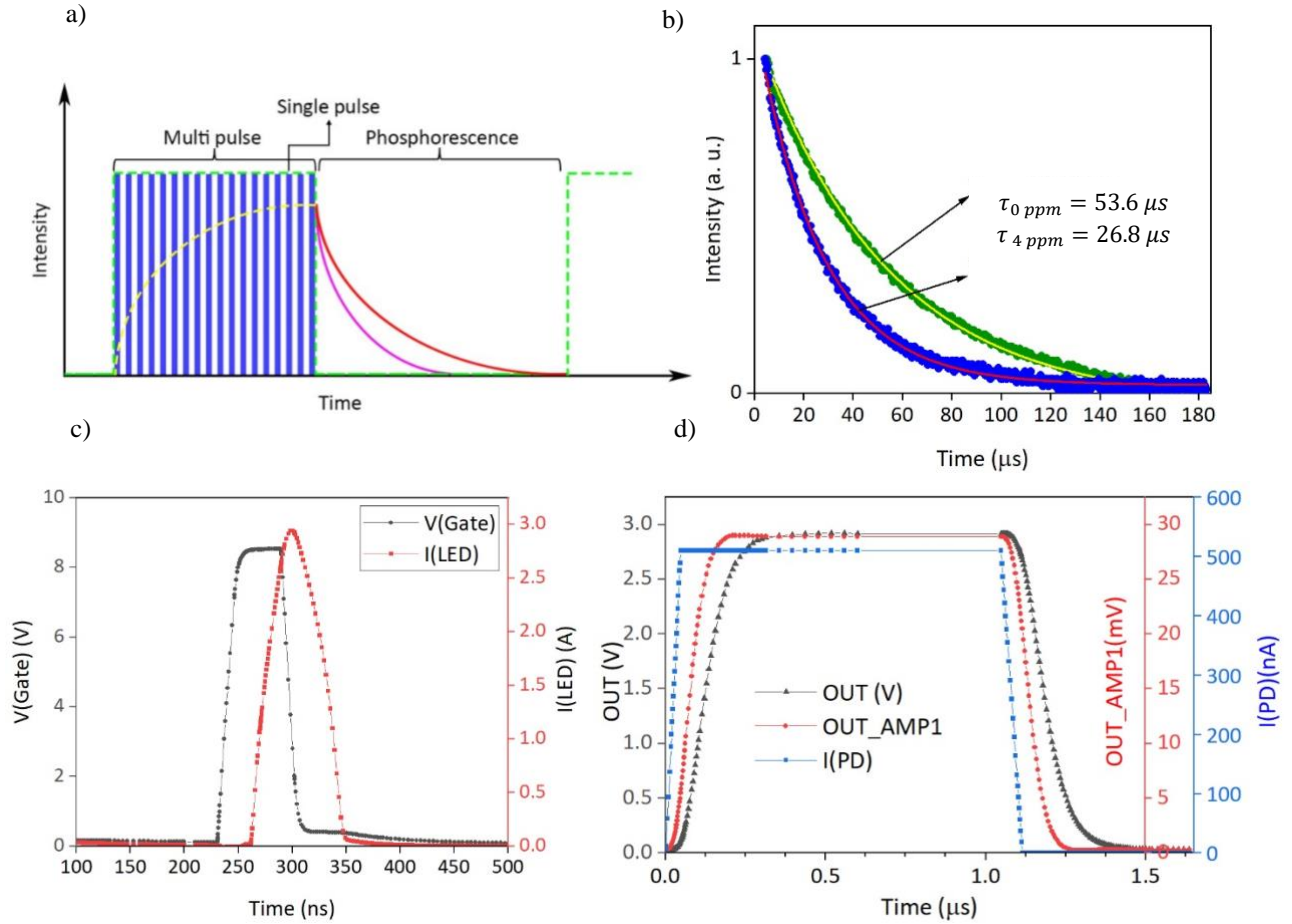 a)
Single pulse
Multi pulse
Phosphorescence
Intensity
Time
b)
1
Intensity (a. u.)
τ0 ppm = 53.6 μs
τ 4 ppm = 26.8 μs
0
0 20 40 60 80 100 120 140 160 180
Time (μs)
c)
10
8
6
4
2
0
V(Gate) (V)
V(Gate)
I(LED)
3.0
2.5
2.0
1.5
1.0
0.5
0.0
I(LED) (A)
100 150 200 250 300 350 400 450 500
Time (ns)
d)
3.0
2.5
2.0
1.5
1.0
0.5
0.0
OUT (V)
OUT (V)
OUT_AMP1
I(PD)
30
25
20
15
10
5
0
OUT_AMP1(mV)
600
500
400
300
200
100
0
I(PD)(nA)
0.0 0.5 1.0 1.5
Time (μs)